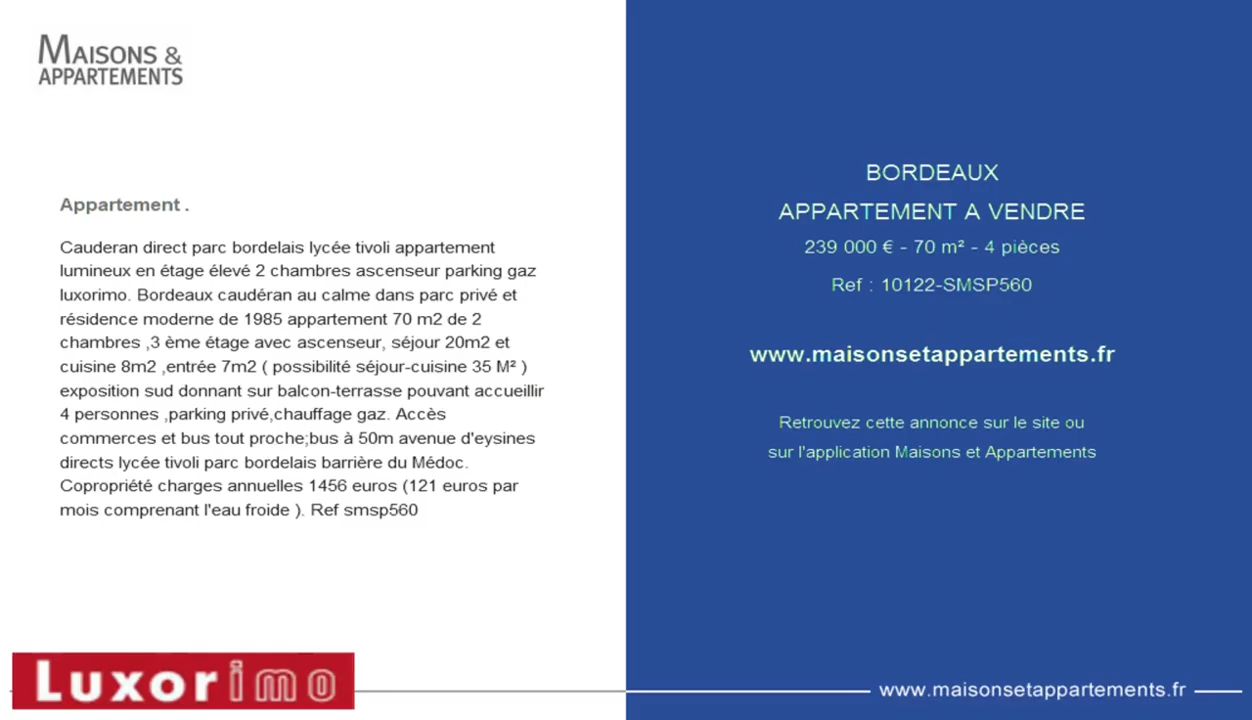 MAISONS &
APPARTEMENTS
Appartement .
Cauderan direct parc bordelais lycée tivoli appartement
lumineux en étage élevé 2 chambres ascenseur parking gaz
luxorimo. Bordeaux caudéran au calme dans parc privé et
résidence moderne de 1985 appartement 70 m2 de 2
chambres ,3 ème étage avec ascenseur, séjour 20m2 et
cuisine 8m2 ,entrée 7m2 ( possibilité séjour-cuisine 35 M² )
exposition sud donnant sur balcon-terrasse pouvant accueillir
4 personnes ,parking privé,chauffage gaz. Accès
commerces et bus tout proche;bus à 50m avenue d'eysines
directs lycée tivoli parc bordelais barrière du Médoc.
Copropriété charges annuelles 1456 euros (121 euros par
mois comprenant l'eau froide ). Ref smsp560
Luxorimo
BORDEAUX
APPARTEMENT A VENDRE
239 000 € - 70 m² - 4 pièces
Ref : 10122-SMSP560
www.maisonsetappartements.fr
Retrouvez cette annonce sur le site ou
sur l'application Maisons et Appartements
www.maisonsetappartements.fr